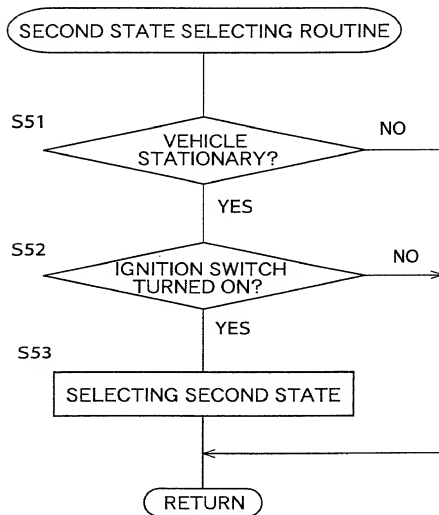 SECOND STATE SELECTING ROUTINE
S51
VEHICLE
STATIONARY?
NO
YES
S52
IGNITION SWITCH
TURNED ON?
NO
YES
S53
SELECTING SECOND STATE
RETURN